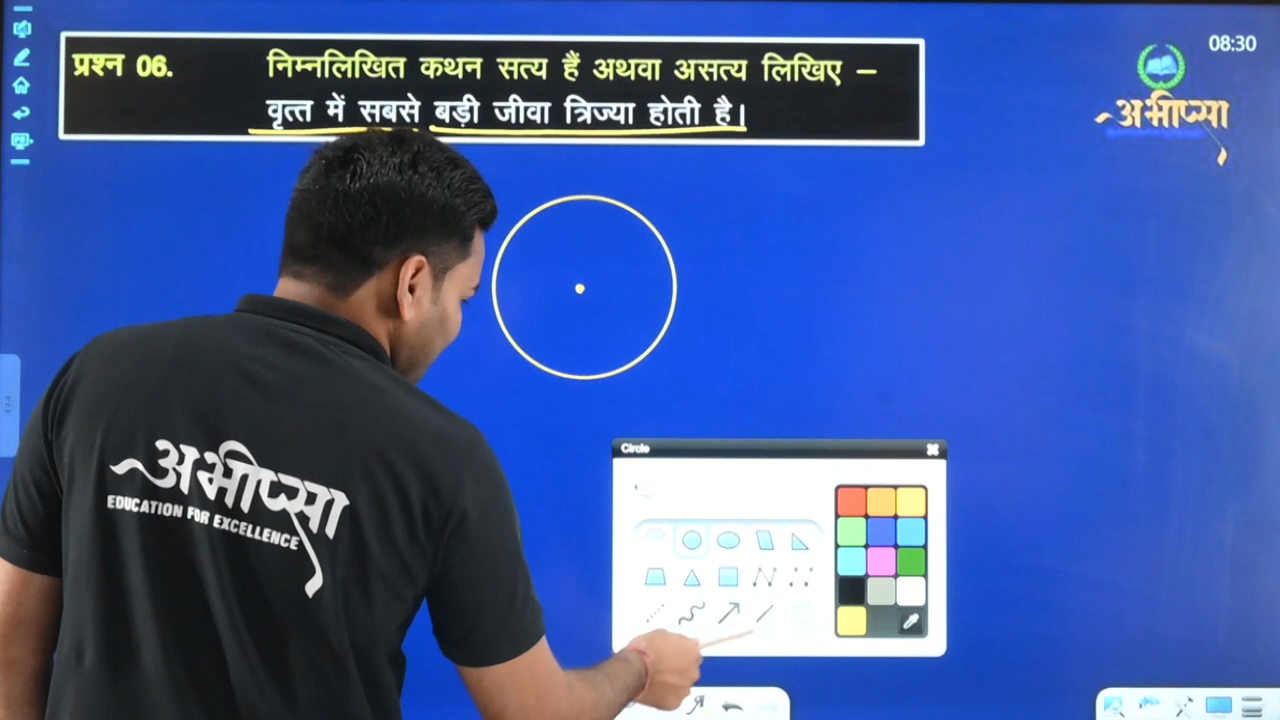 08:30
प्रश्न 06. निम्नलिखित कथन सत्य हैं अथवा असत्य लिखिए –
वृत्त में सबसे बड़ी जीवा त्रिज्या होती है।
अभीप्सा
Circle
अभीप्सा
EDUCATION FOR EXCELLENCE